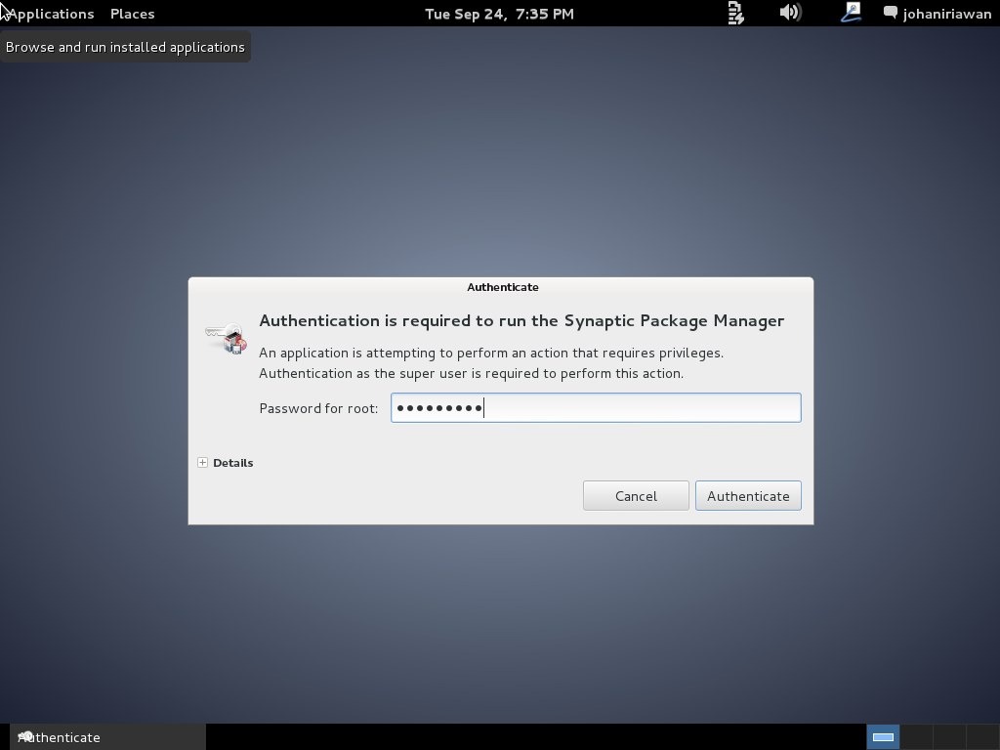 Applications Places Tue Sep 24, 7:35 PM johaniriawan
Browse and run installed applications
Authenticate
Authentication is required to run the Synaptic Package Manager
An application is attempting to perform an action that requires privileges.
Authentication as the super user is required to perform this action.
Password for root: •••••••••
Details
Cancel Authenticate
Authenticate